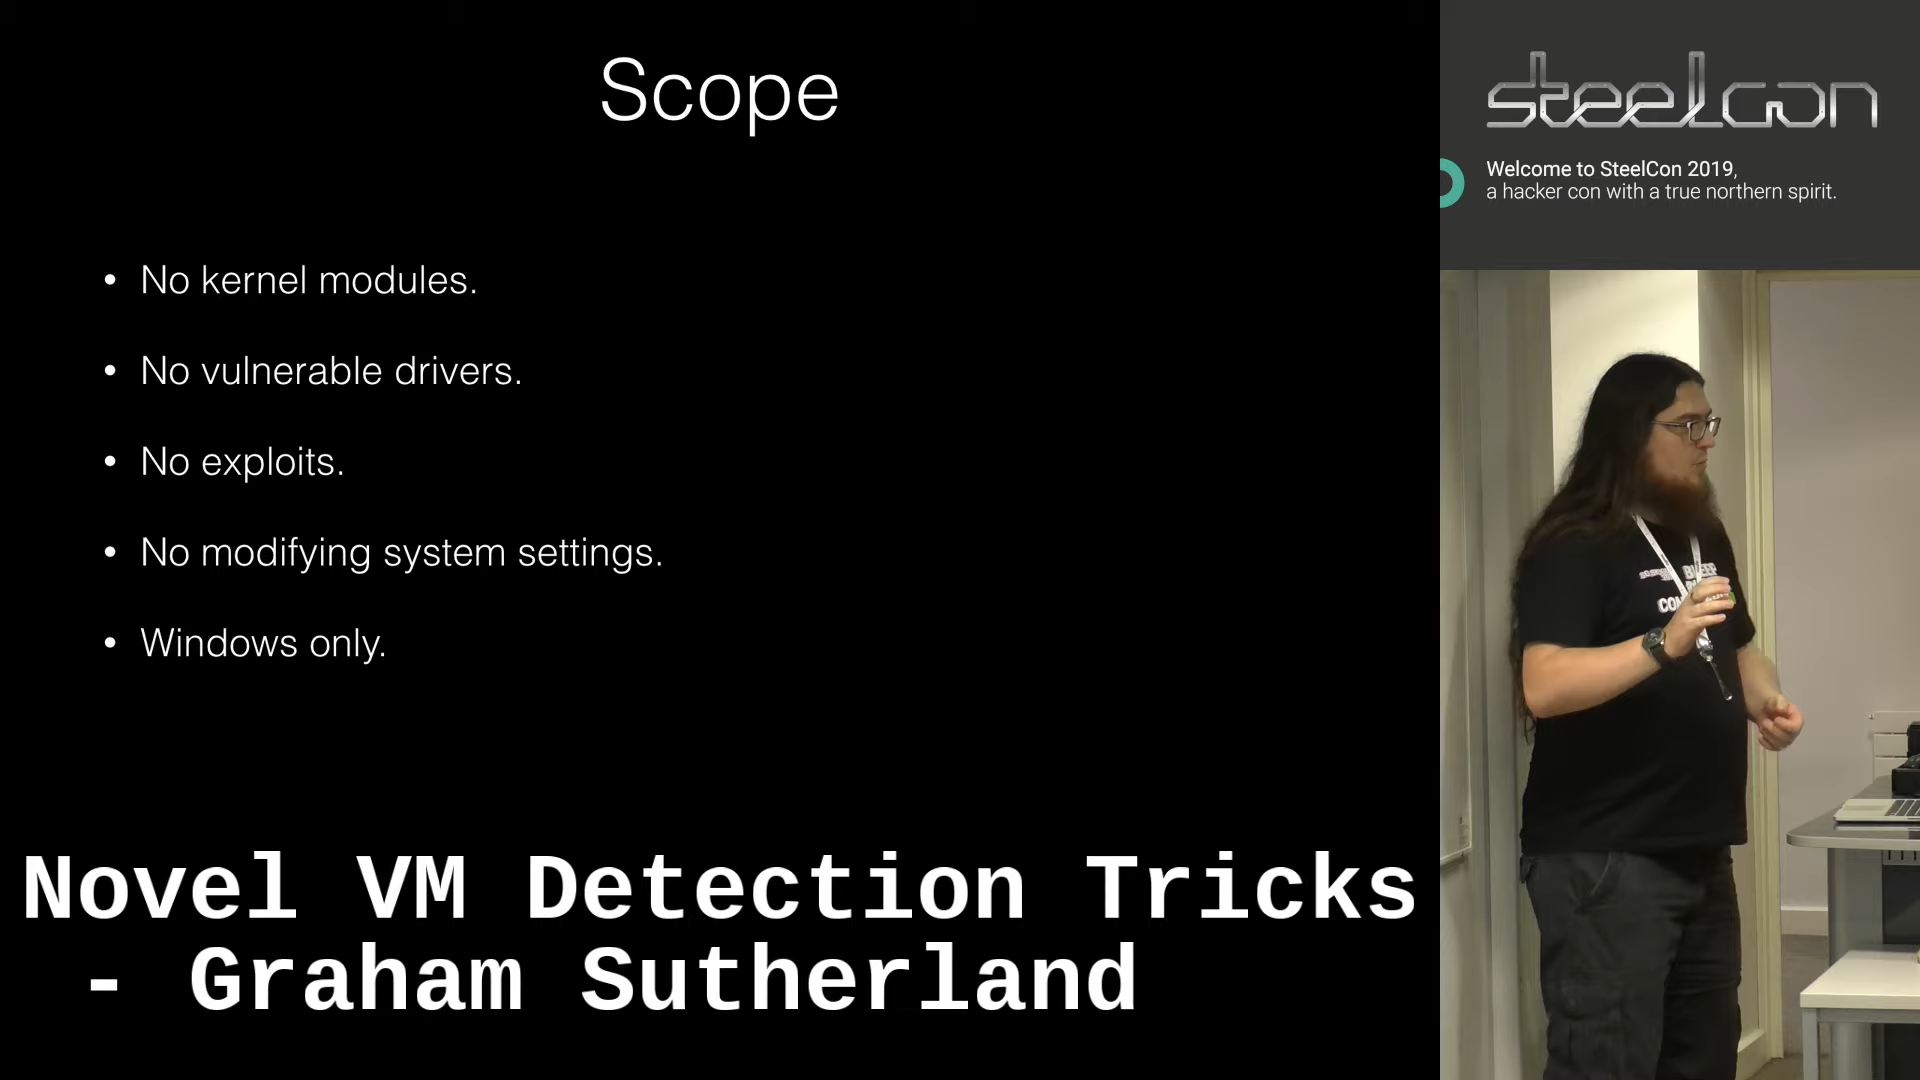 Scope
• No kernel modules.
• No vulnerable drivers.
• No exploits.
• No modifying system settings.
• Windows only.
Novel VM Detection Tricks
- Graham Sutherland
steelcon
Welcome to SteelCon 2019,
a hacker con with a true northern spirit.